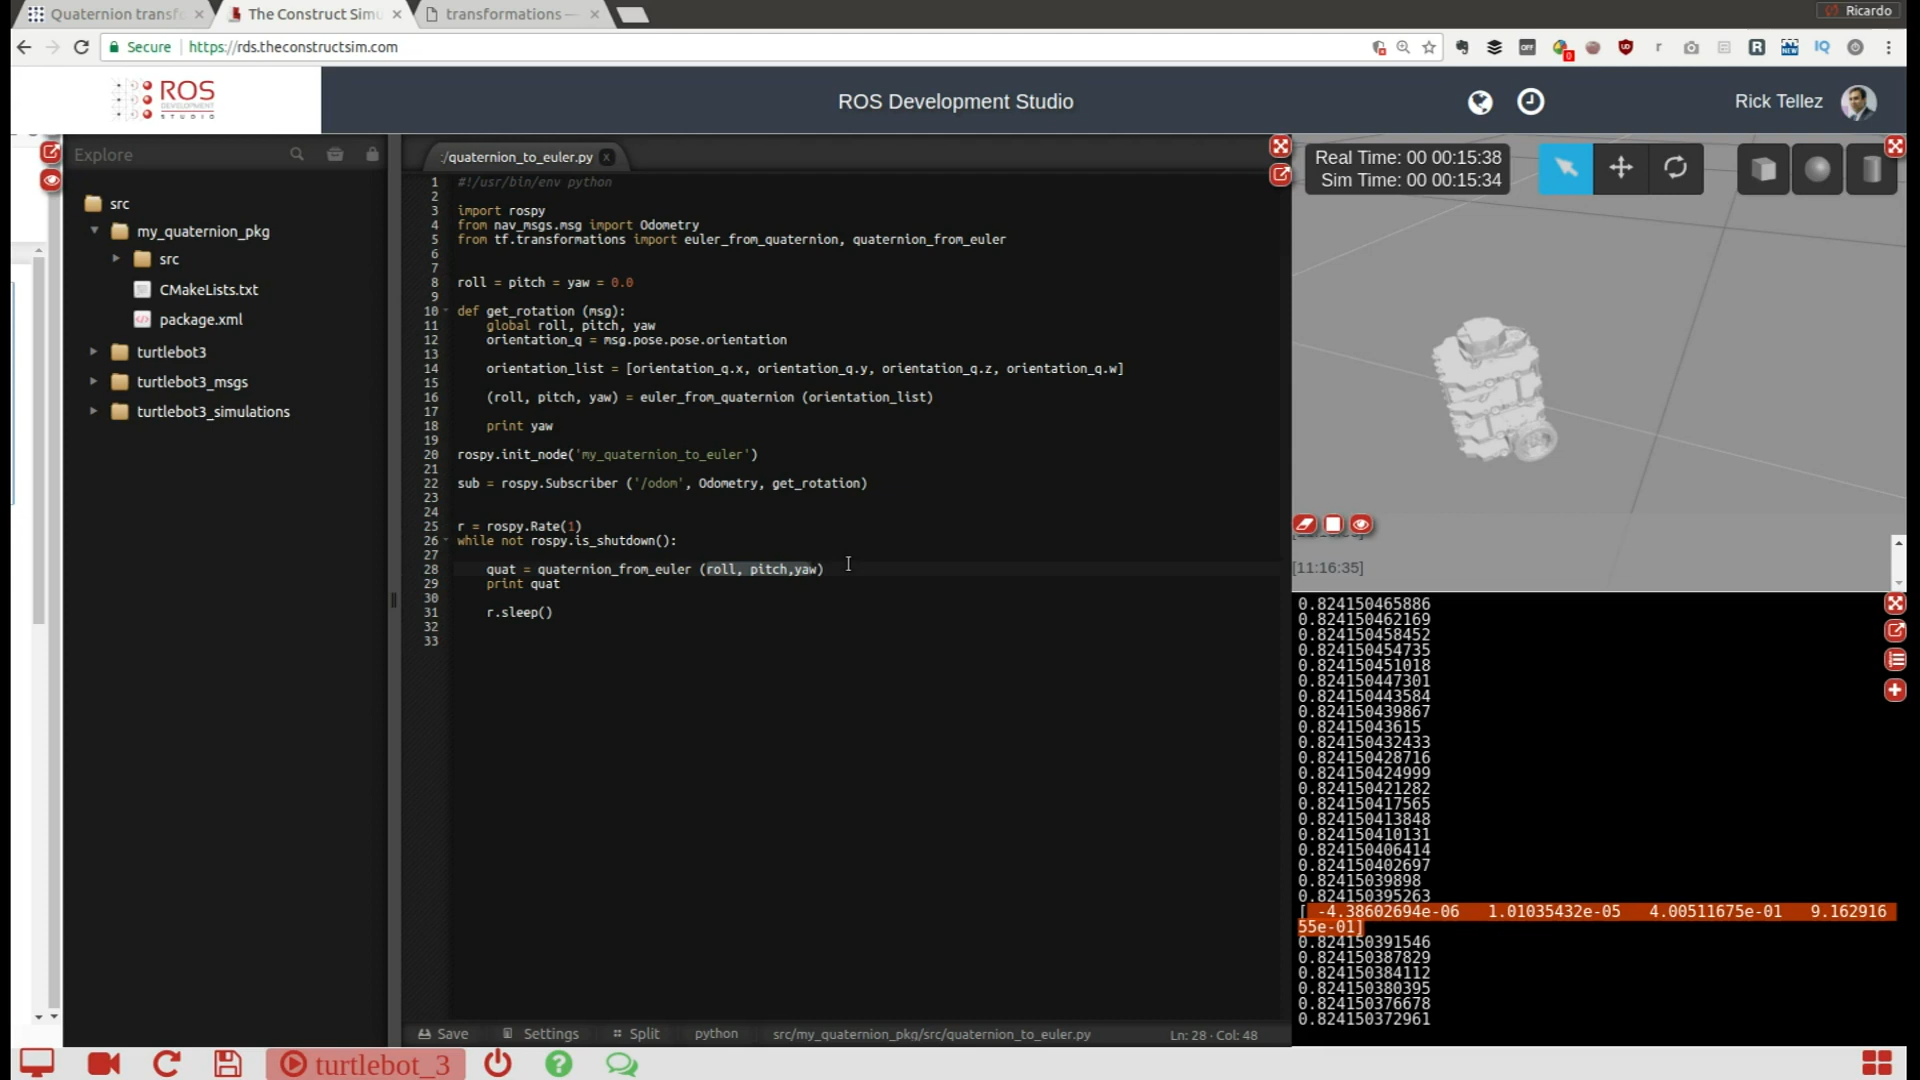 Quaternion transf
The Construct Simu
transformations —
Ricardo
Secure
https://rds.theconstructsim.com
OFF
0
r
R
NEW
IQ
ROS
DEVELOPMENT
STUDIO
ROS Development Studio
Rick Tellez
Explore
src
my_quaternion_pkg
src
CMakeLists.txt
package.xml
turtlebot3
turtlebot3_msgs
turtlebot3_simulations
:/quaternion_to_euler.py
1 #!/usr/bin/env python
2
3 import rospy
4 from nav_msgs.msg import Odometry
5 from tf.transformations import euler_from_quaternion, quaternion_from_euler
6
7
8 roll = pitch = yaw = 0.0
9
10 def get_rotation (msg):
11 global roll, pitch, yaw
12 orientation_q = msg.pose.pose.orientation
13
14 orientation_list = [orientation_q.x, orientation_q.y, orientation_q.z, orientation_q.w]
15
16 (roll, pitch, yaw) = euler_from_quaternion (orientation_list)
17
18 print yaw
19
20 rospy.init_node('my_quaternion_to_euler')
21
22 sub = rospy.Subscriber ('/odom', Odometry, get_rotation)
23
24
25 r = rospy.Rate(1)
26 while not rospy.is_shutdown():
27
28 quat = quaternion_from_euler (roll, pitch,yaw)
29 print quat
30
31 r.sleep()
32
33
Save
Settings
Split
python
src/my_quaternion_pkg/src/quaternion_to_euler.py
Ln: 28 · Col: 48
Real Time: 00 00:15:38
Sim Time: 00 00:15:34
[11:16:35]
0.824150465886
0.824150462169
0.824150458452
0.824150454735
0.824150451018
0.824150447301
0.824150443584
0.824150439867
0.82415043615
0.824150432433
0.824150428716
0.824150424999
0.824150421282
0.824150417565
0.824150413848
0.824150410131
0.824150406414
0.824150402697
0.82415039898
0.824150395263
[ -4.38602694e-06 1.01035432e-05 4.00511675e-01 9.162916
55e-01]
0.824150391546
0.824150387829
0.824150384112
0.824150380395
0.824150376678
0.824150372961
turtlebot_3